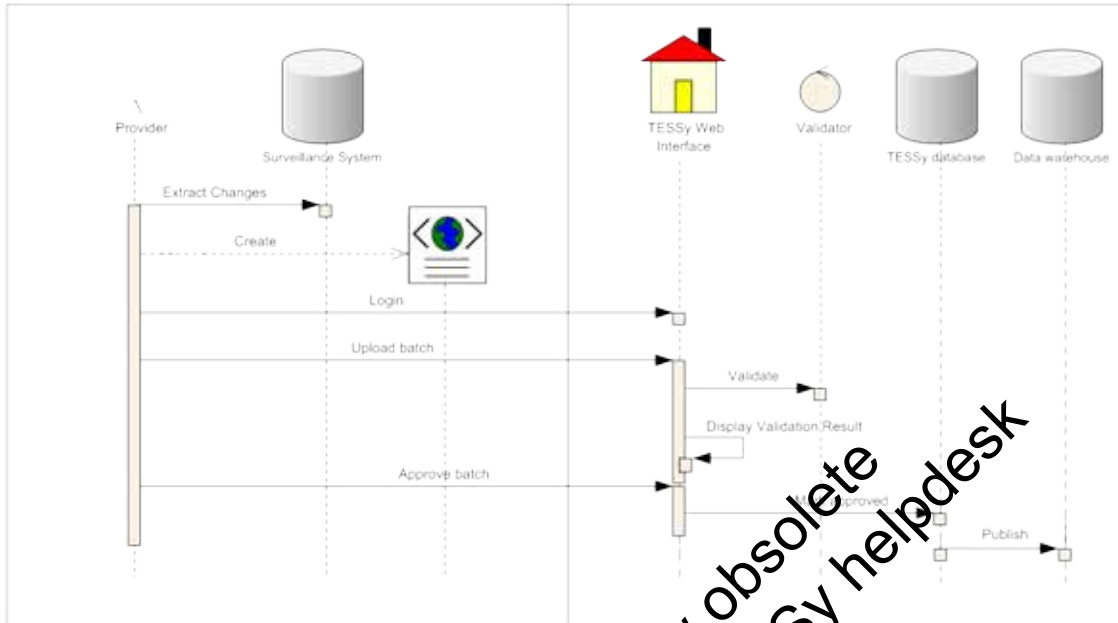 Provider
Surveillance System
TESSy Web
Interface
Validator
TESSy database
Data warehouse
Extract Changes
Create
Login
Upload batch
Validate
Display Validation Result
Approve batch
approved
Publish
obsolete
helpdesk